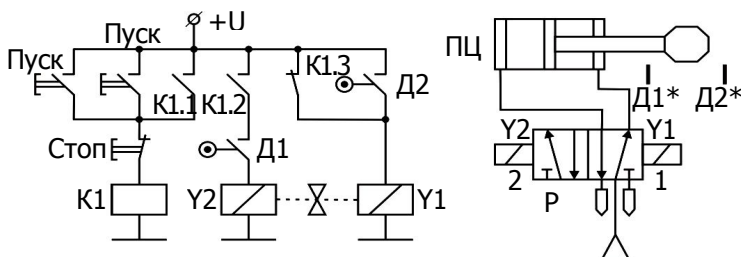 +U
Пуск
Пуск
К1.1
К1.2
К1.3
Д2
Стоп
Д1
К1
Y2
Y1
ПЦ
Д1*
Д2*
Y2
Y1
2
1
P